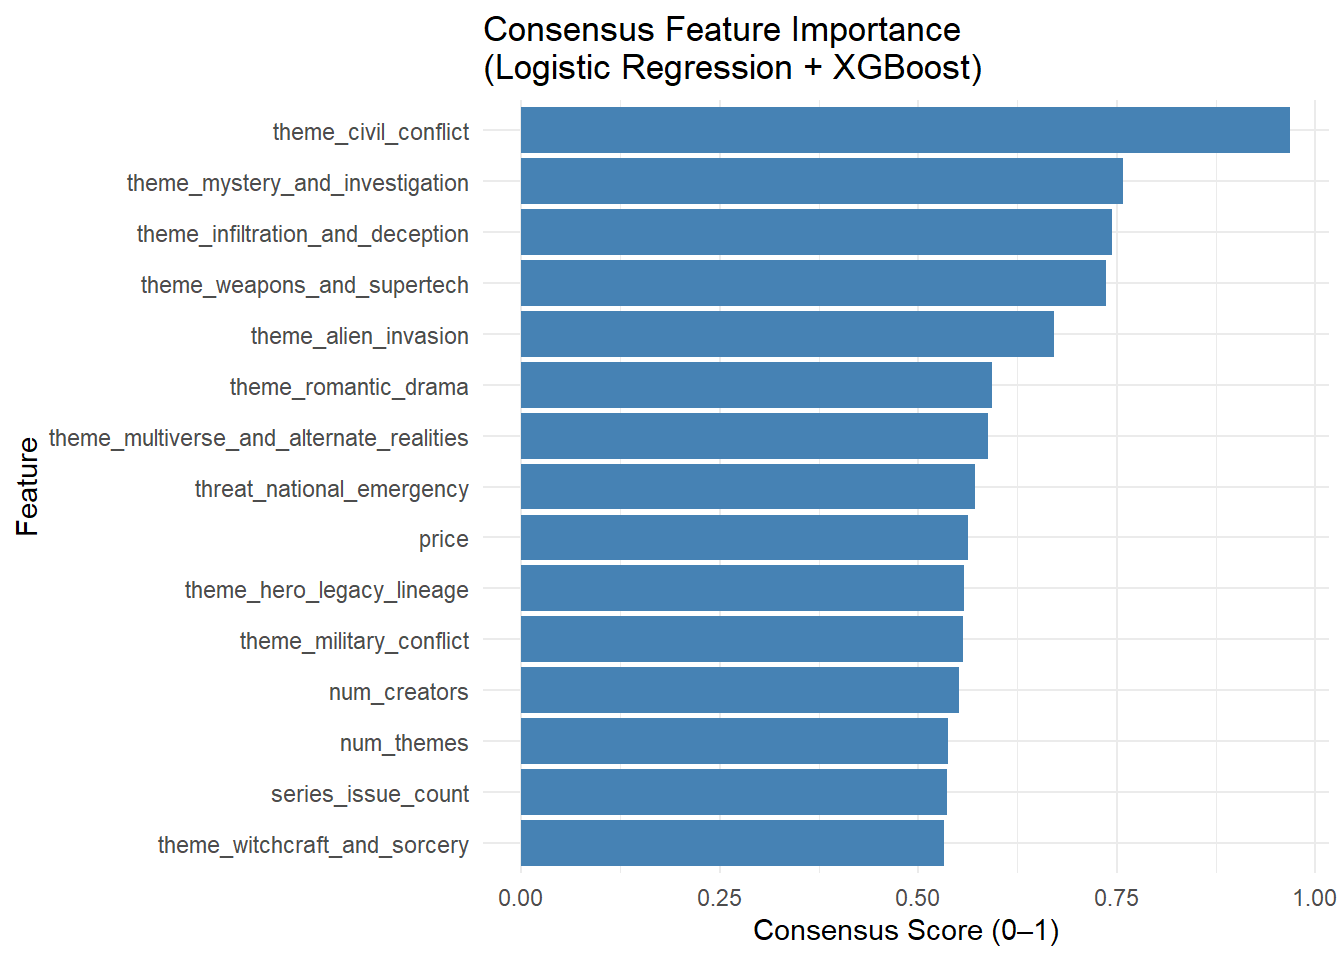 Consensus Feature Importance
(Logistic Regression + XGBoost)
Feature
theme_civil_conflict
theme_mystery_and_investigation
theme_infiltration_and_deception
theme_weapons_and_supertech
theme_alien_invasion
theme_romantic_drama
theme_multiverse_and_alternate_realities
threat_national_emergency
price
theme_hero_legacy_lineage
theme_military_conflict
num_creators
num_themes
series_issue_count
theme_witchcraft_and_sorcery
0.00 0.25 0.50 0.75 1.00
Consensus Score (0–1)